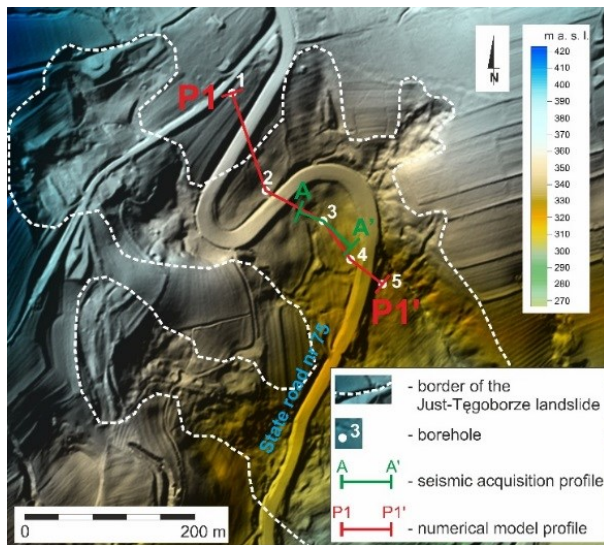 m a. s. l.
420
410
400
390
380
370
360
350
340
330
320
310
300
290
280
270
N
P1
1
2
A
3
A'
4
5
P1'
State road nr 75
- border of the
Just-Tęgoborze landslide
3
- borehole
A A'
- seismic acquisition profile
P1 P1'
- numerical model profile
0 200 m